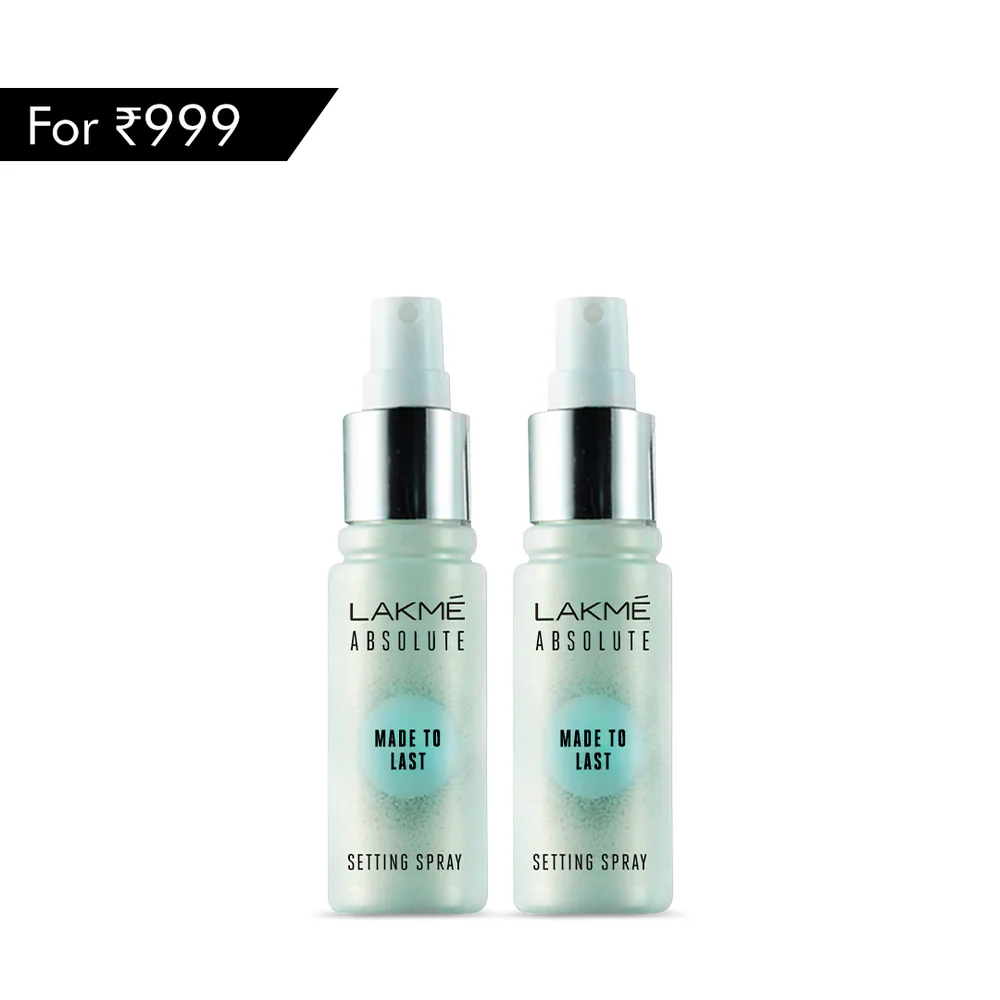 For ₹999
LAKMÉ
ABSOLUTE
MADE TO
LAST
SETTING SPRAY
LAKMÉ
ABSOLUTE
MADE TO
LAST
SETTING SPRAY